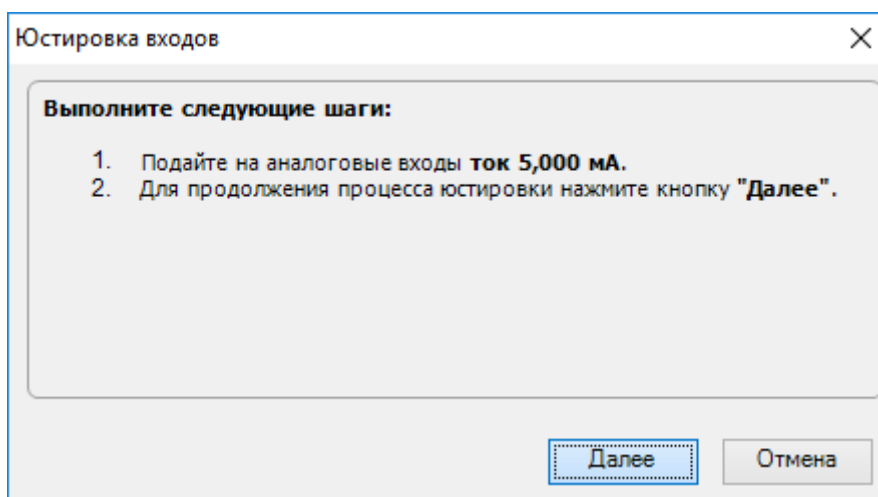 Юстировка входов
Выполните следующие шаги:
1. Подайте на аналоговые входы ток 5,000 мА.
2. Для продолжения процесса юстировки нажмите кнопку "Далее".
Далее Отмена